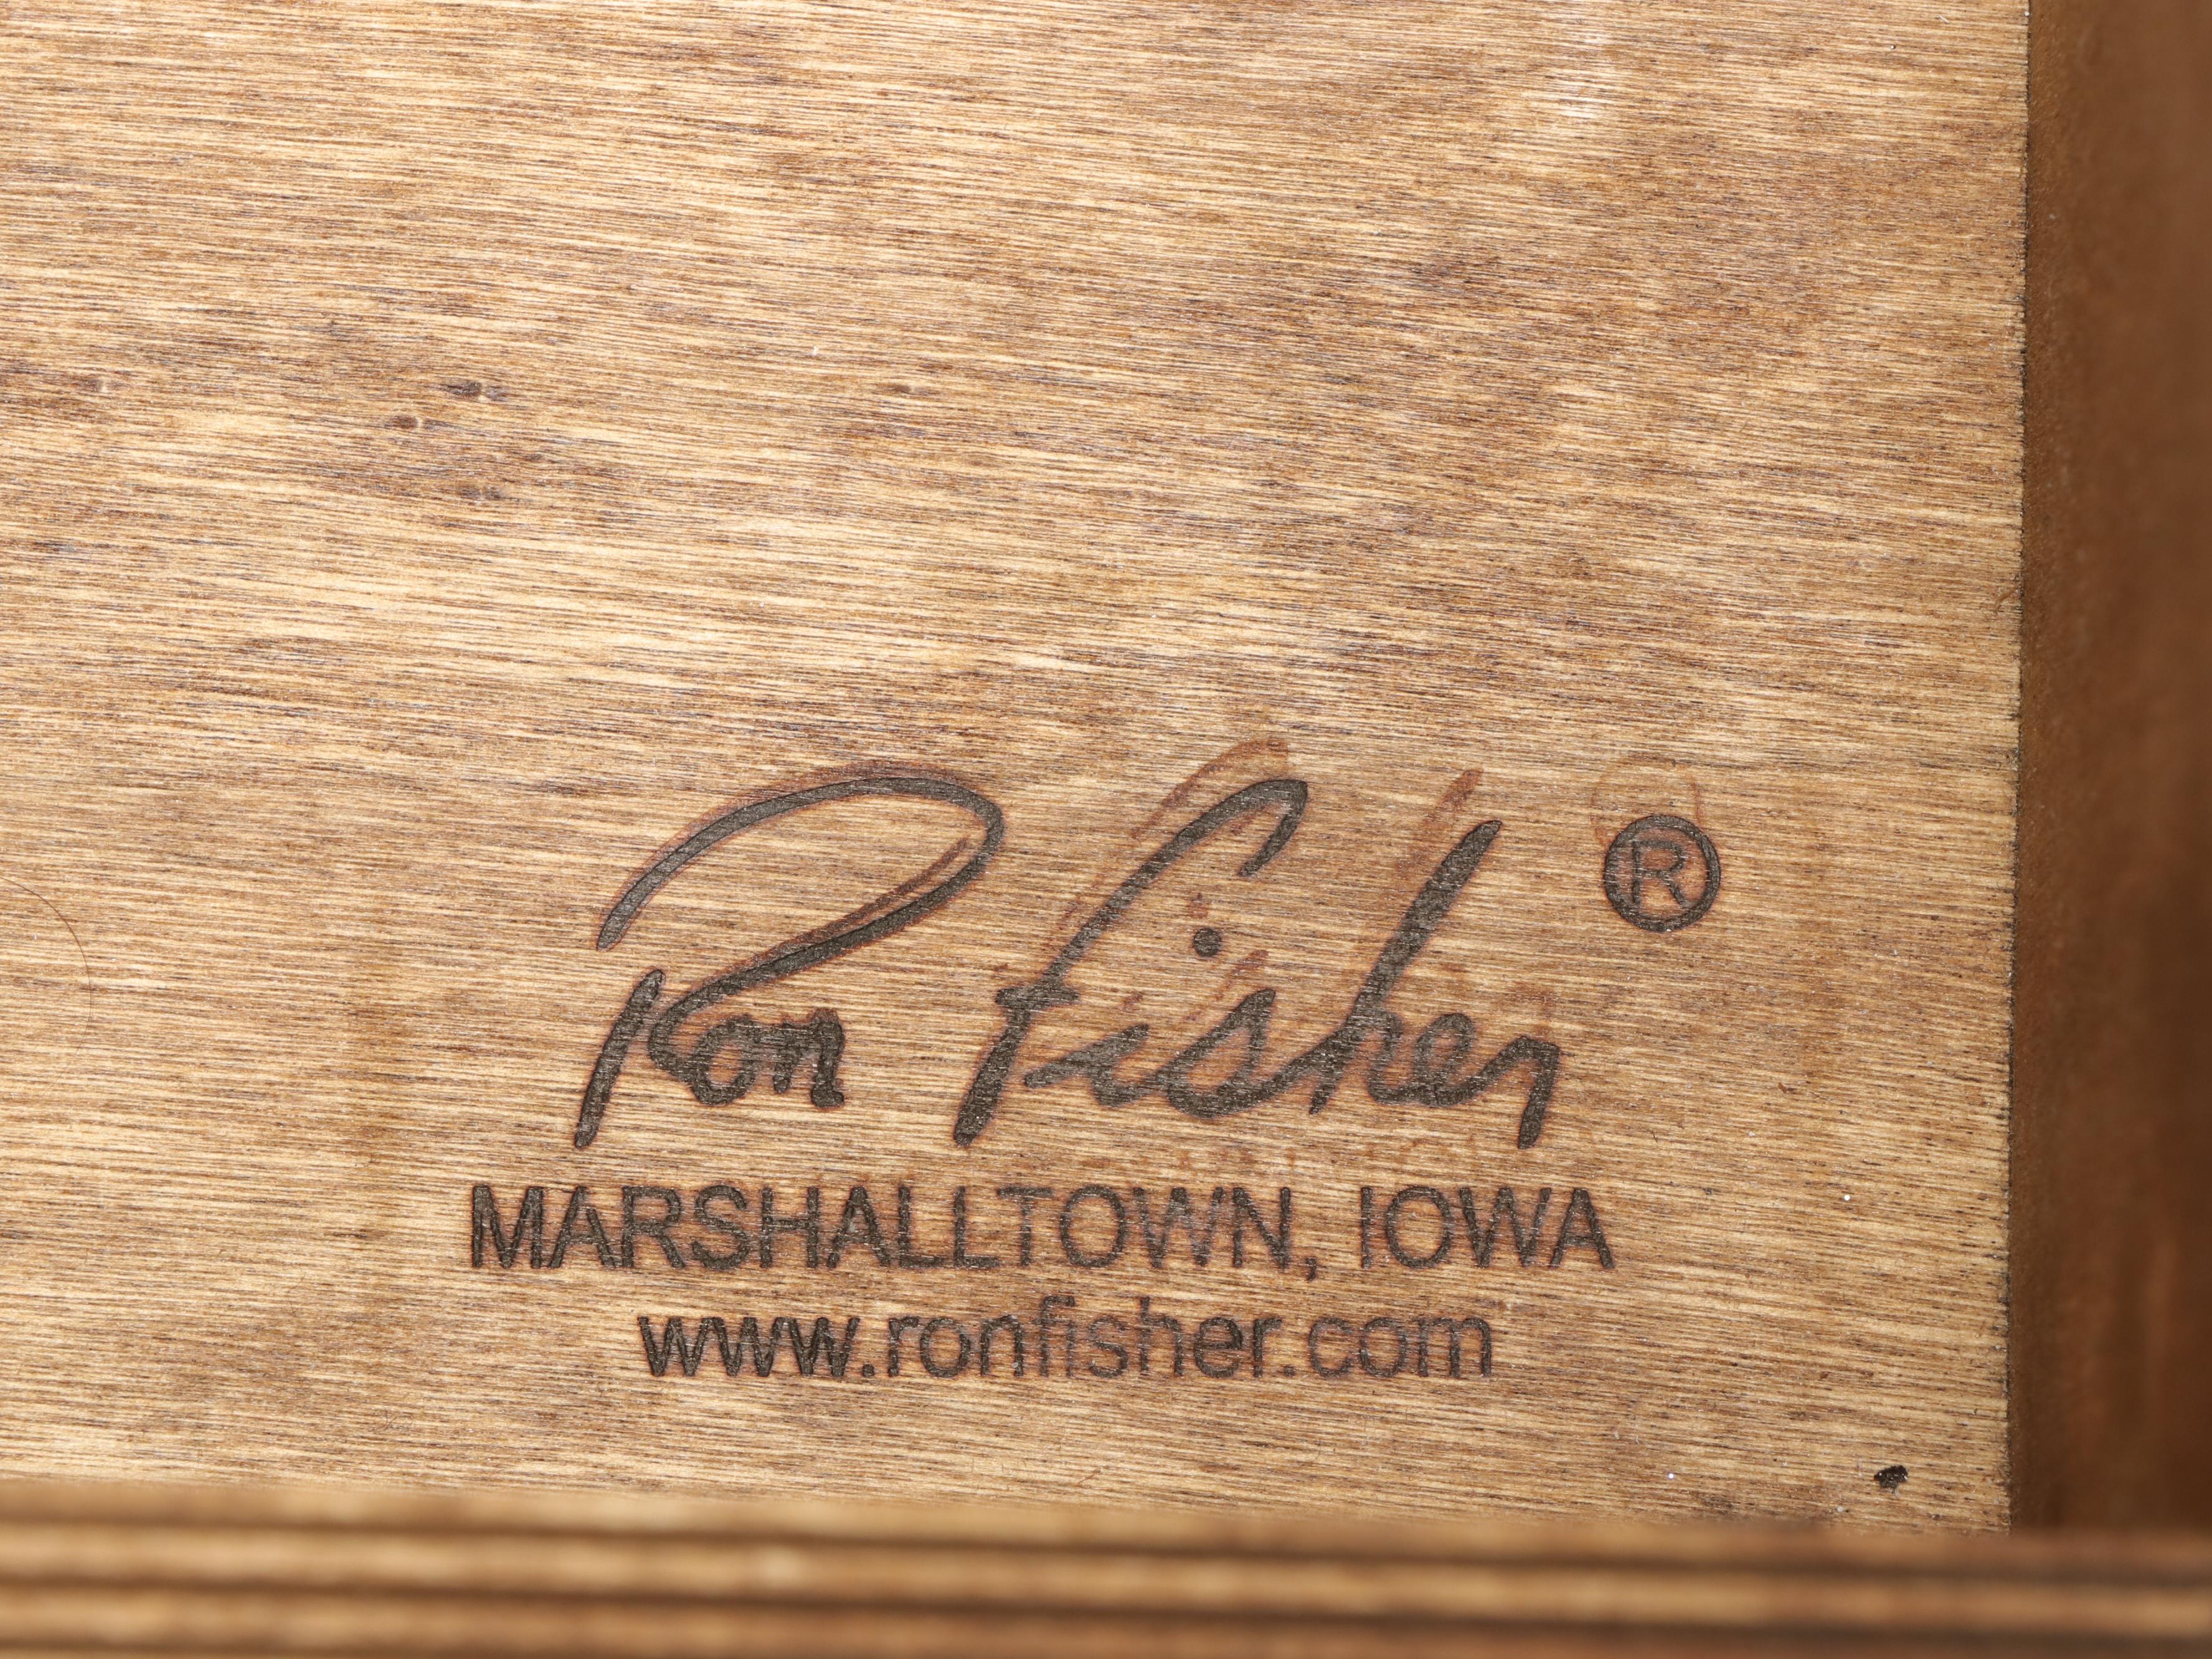 Ron Fisher ®
MARSHALLTOWN, IOWA
www.ronfisher.com